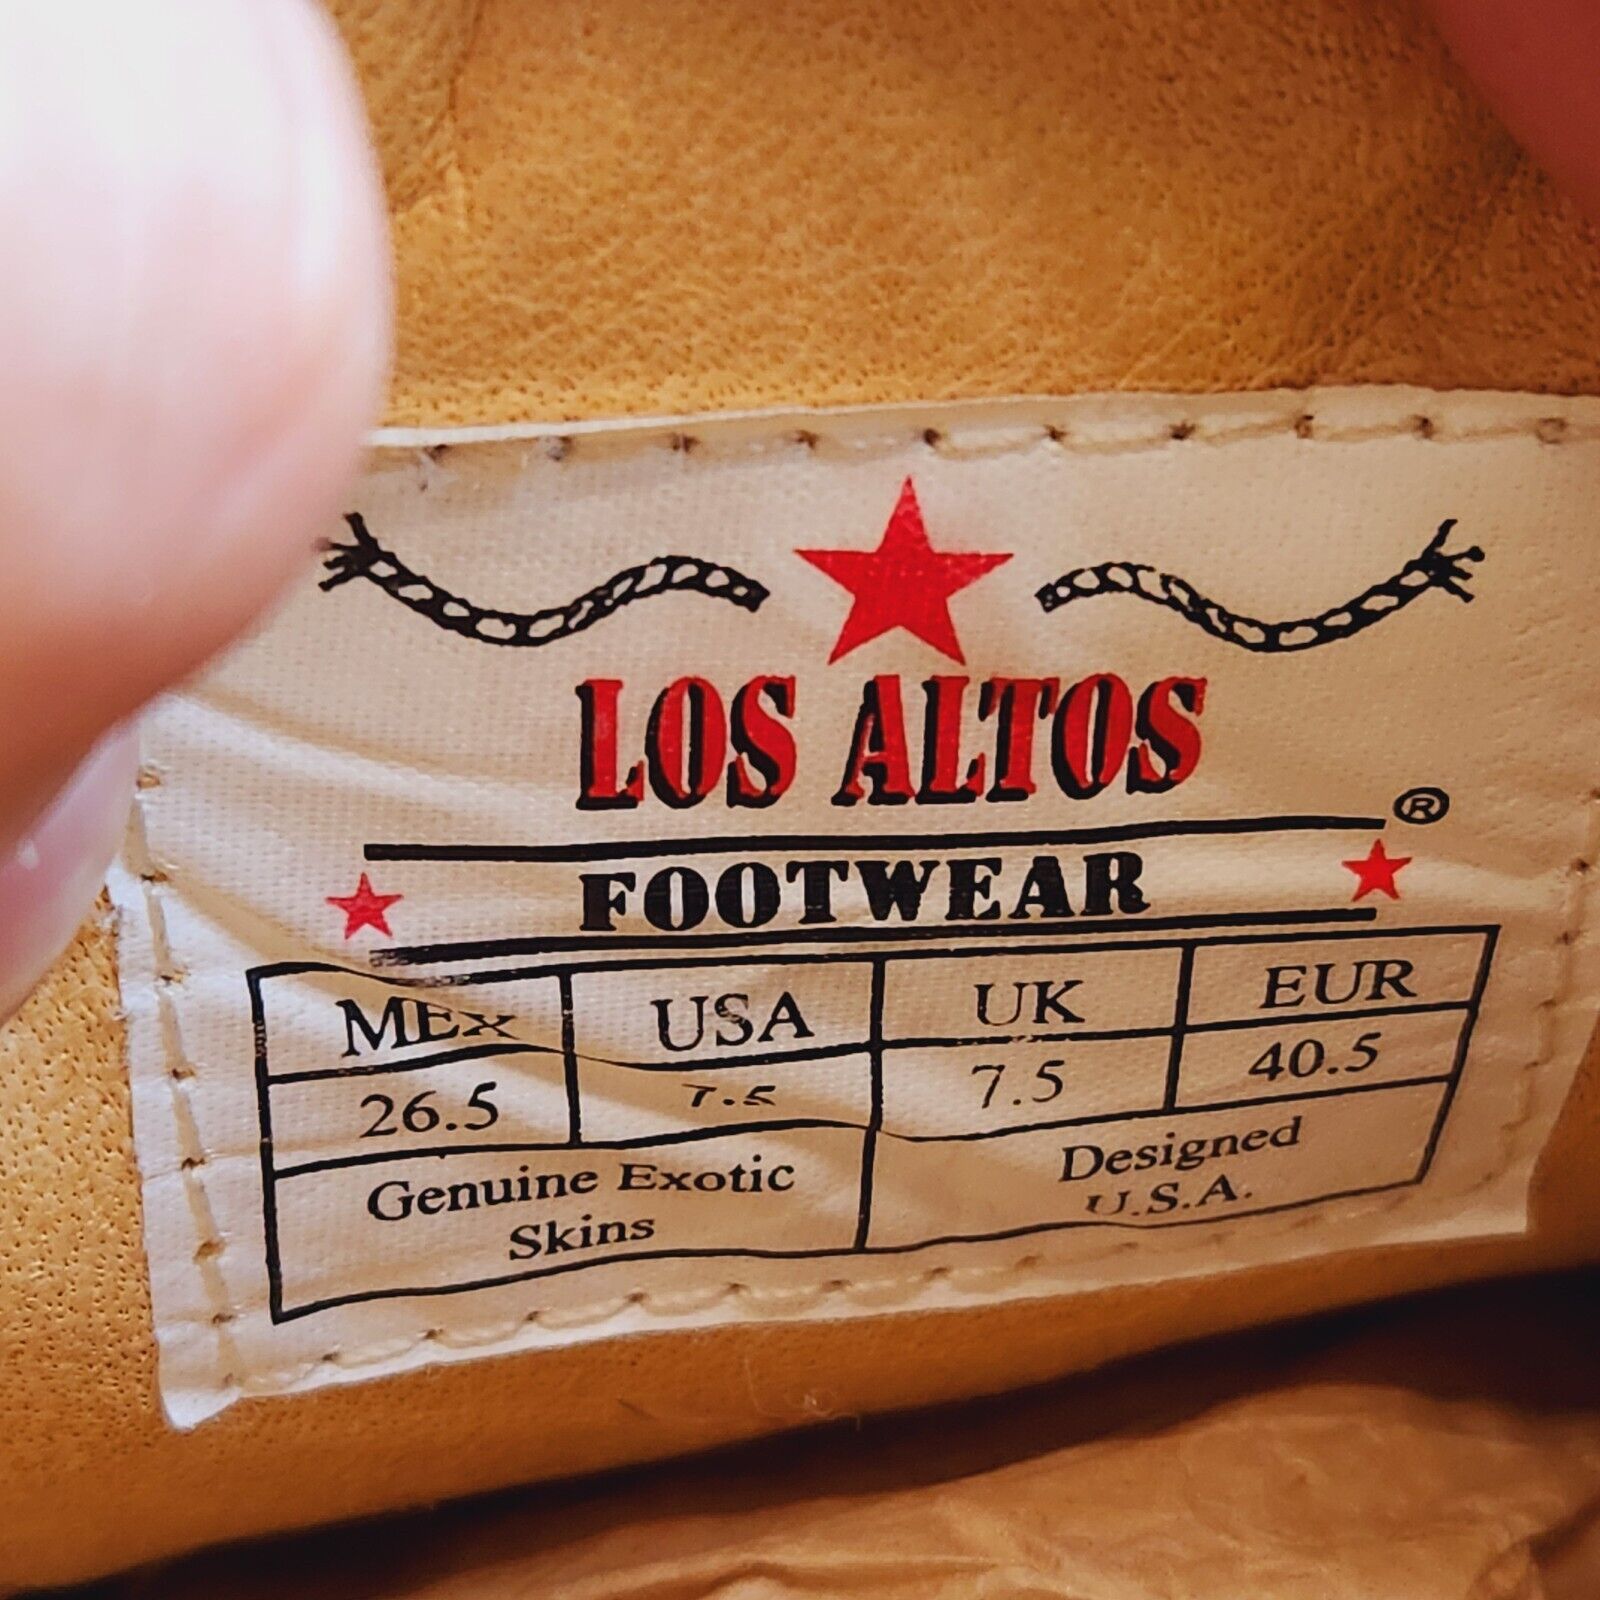 LOS ALTOS
®
FOOTWEAR
MEX USA UK EUR
26.5 7.5 7.5 40.5
Genuine Exotic
Skins
Designed
U.S.A.